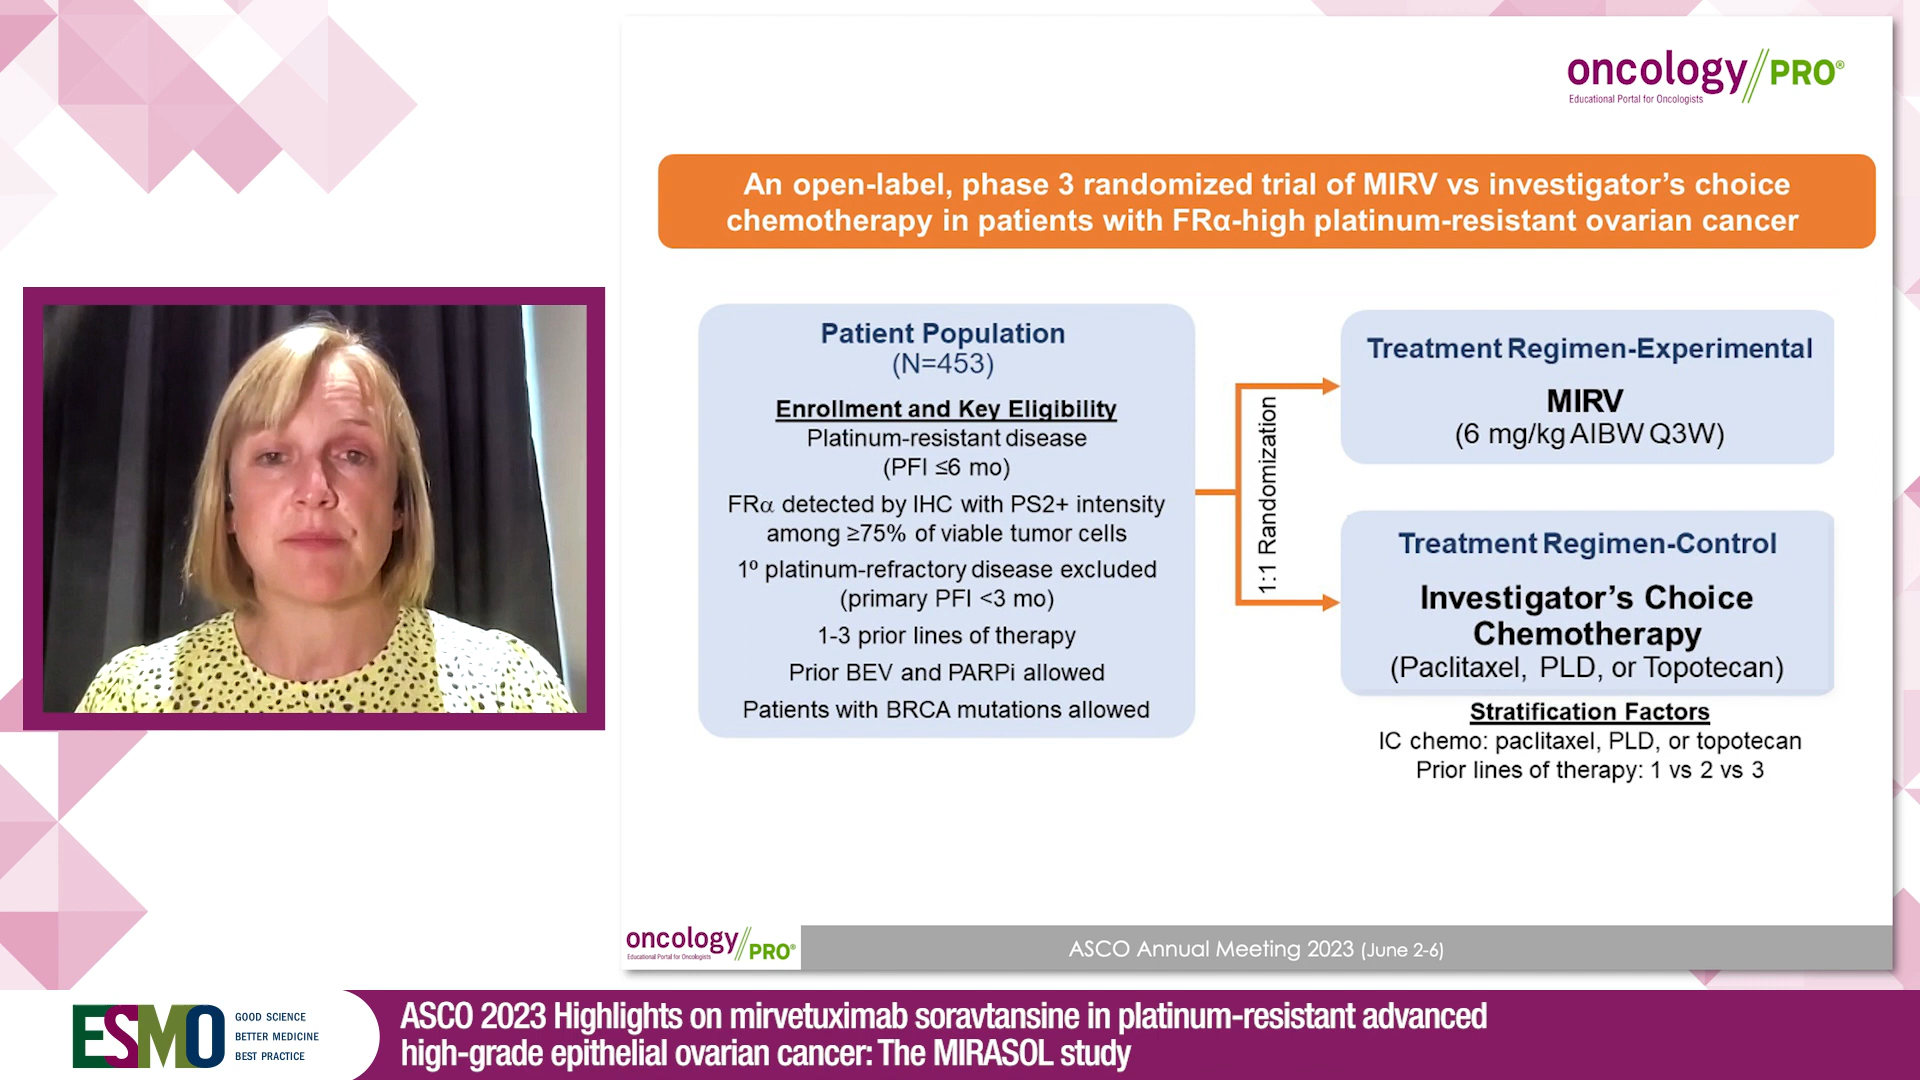 oncology//PRO®
Educational Portal for Oncologists
An open-label, phase 3 randomized trial of MIRV vs investigator’s choice
chemotherapy in patients with FRα-high platinum-resistant ovarian cancer
Patient Population
(N=453)
Enrollment and Key Eligibility
Platinum-resistant disease
(PFI ≤6 mo)
FRα detected by IHC with PS2+ intensity
among ≥75% of viable tumor cells
1º platinum-refractory disease excluded
(primary PFI <3 mo)
1-3 prior lines of therapy
Prior BEV and PARPi allowed
Patients with BRCA mutations allowed
1:1 Randomization
Treatment Regimen-Experimental
MIRV
(6 mg/kg AIBW Q3W)
Treatment Regimen-Control
Investigator’s Choice
Chemotherapy
(Paclitaxel, PLD, or Topotecan)
Stratification Factors
IC chemo: paclitaxel, PLD, or topotecan
Prior lines of therapy: 1 vs 2 vs 3
oncology//PRO®
Educational Portal for Oncologists
ASCO Annual Meeting 2023 (June 2-6)
ESMO
GOOD SCIENCE
BETTER MEDICINE
BEST PRACTICE
ASCO 2023 Highlights on mirvetuximab soravtansine in platinum-resistant advanced
high-grade epithelial ovarian cancer: The MIRASOL study